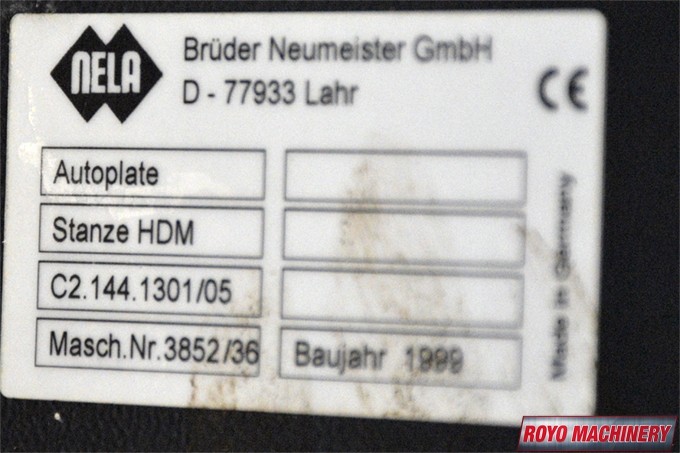 NELA
Brüder Neumeister GmbH
D - 77933 Lahr
CE
Autoplate
Stanze HDM
C2.144.1301/05
Masch.Nr.3852/36
Baujahr 1999
Made in Germany
ROYO MACHINERY